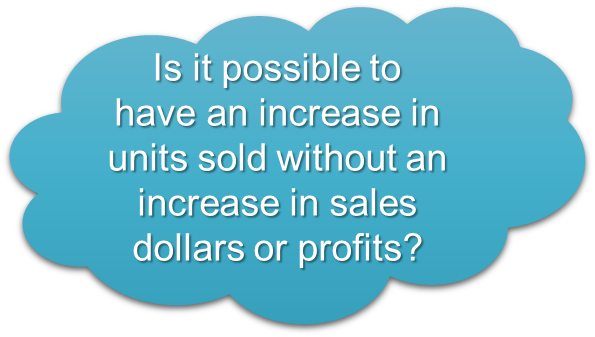 Is it possible to
have an increase in
units sold without an
increase in sales
dollars or profits?